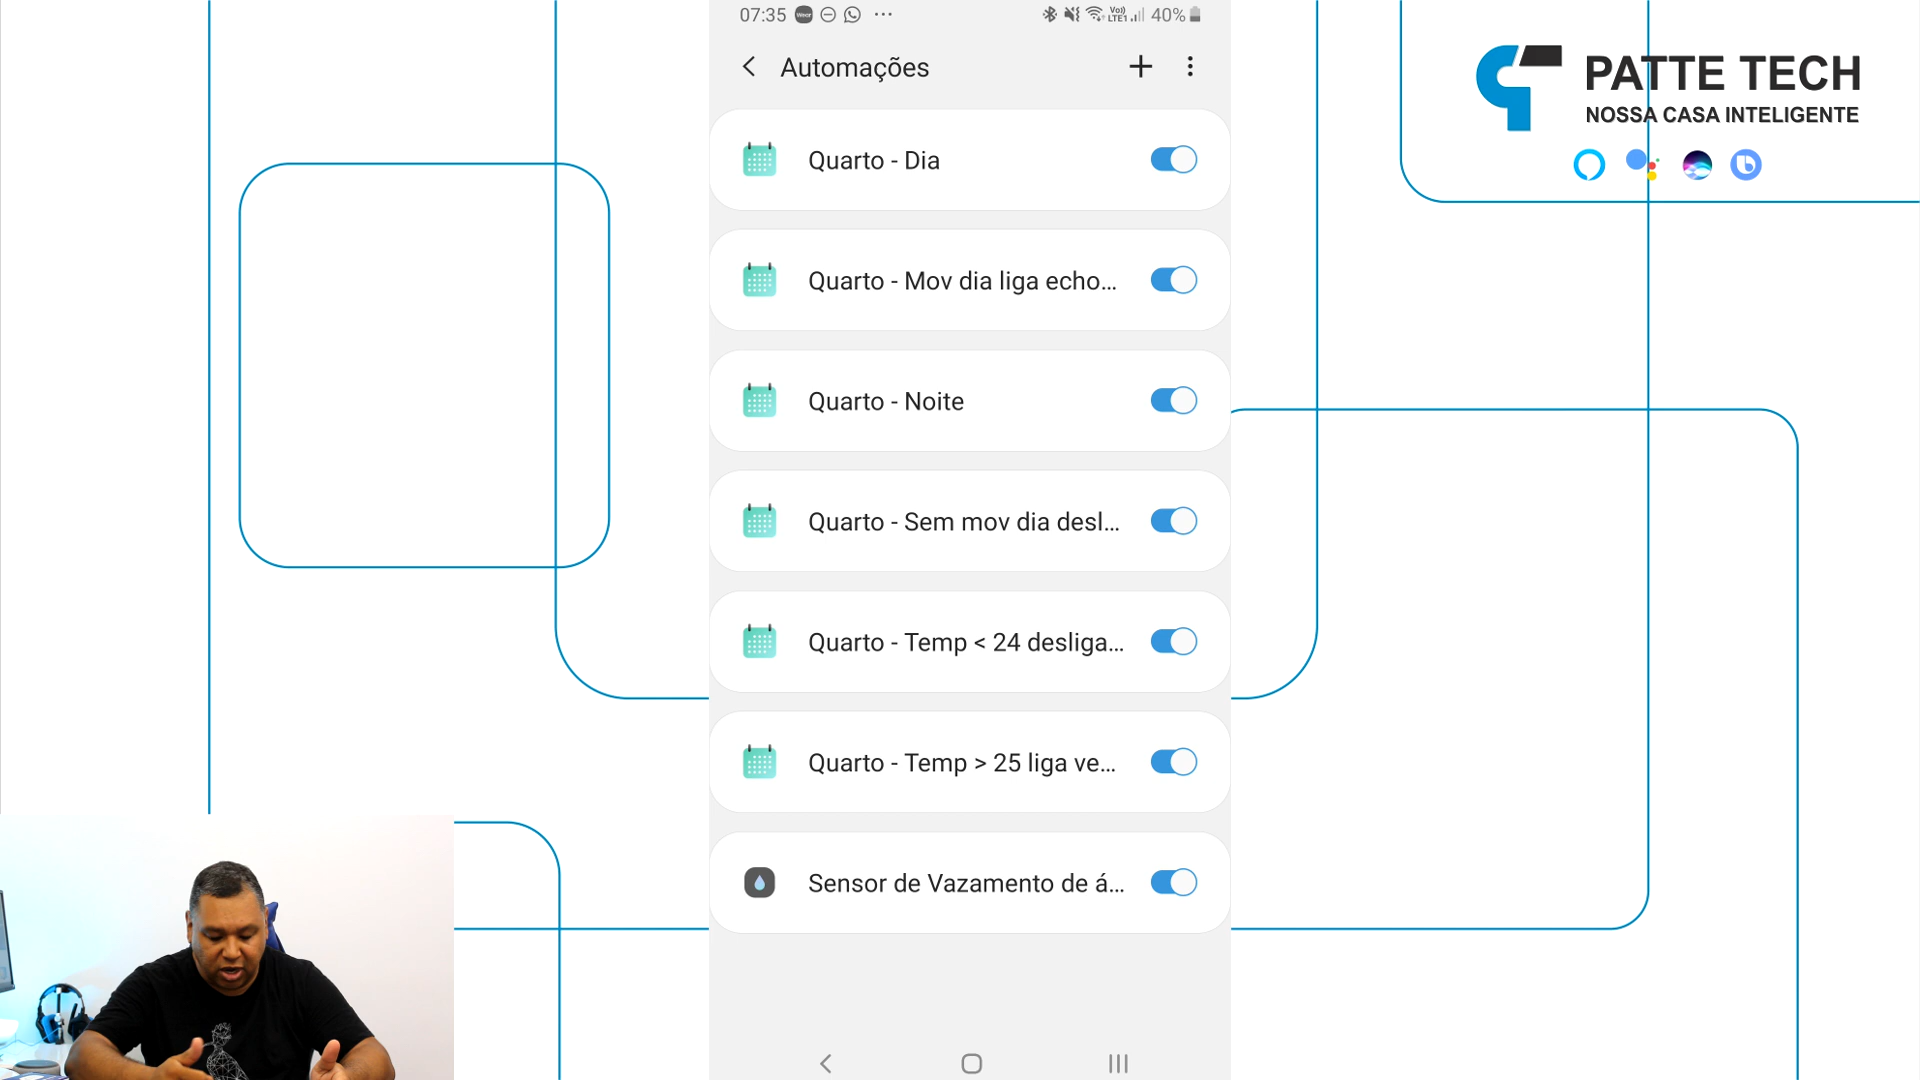 07:35
40%
Automações
Quarto - Dia
Quarto - Mov dia liga echo...
Quarto - Noite
Quarto - Sem mov dia desl...
Quarto - Temp < 24 desliga...
Quarto - Temp > 25 liga ve...
Sensor de Vazamento de á...
PATTE TECH
NOSSA CASA INTELIGENTE